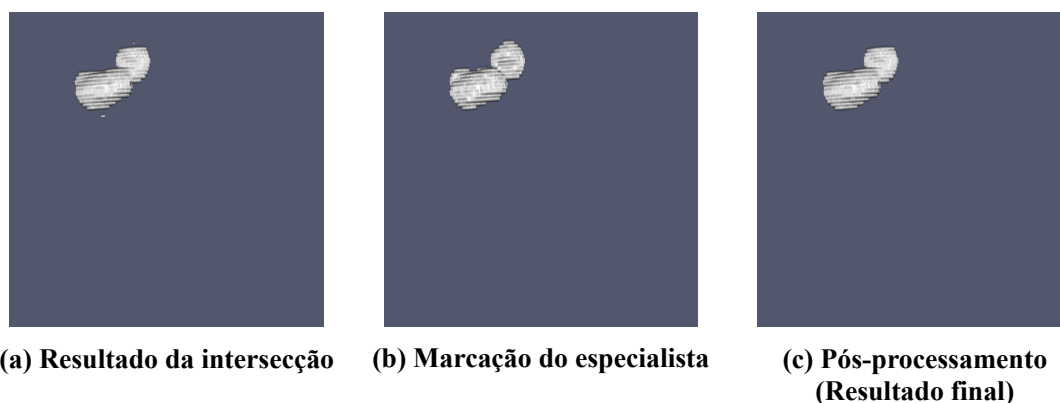 (a) Resultado da intersecção
(b) Marcação do especialista
(c) Pós-processamento
(Resultado final)